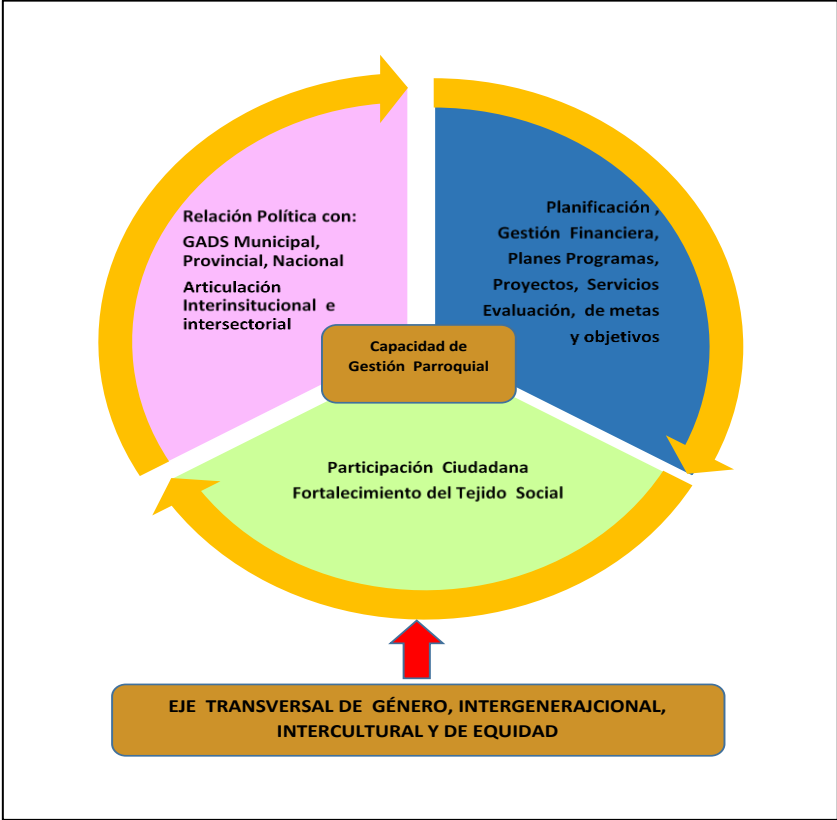 Relación Política con:
GADS Municipal,
Provincial, Nacional
Articulación
Interinsitucional e
intersectorial
Planificación ,
Gestión Financiera,
Planes Programas,
Proyectos, Servicios
Evaluación, de metas
y objetivos
Capacidad de
Gestión Parroquial
Participación Ciudadana
Fortalecimiento del Tejido Social
EJE TRANSVERSAL DE GÉNERO, INTERGENERAJCIONAL,
INTERCULTURAL Y DE EQUIDAD